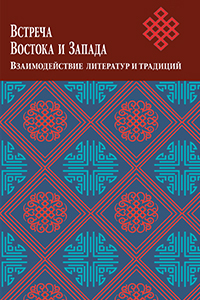 Встреча
Востока и Запада
Взаимодействие литератур и традиций